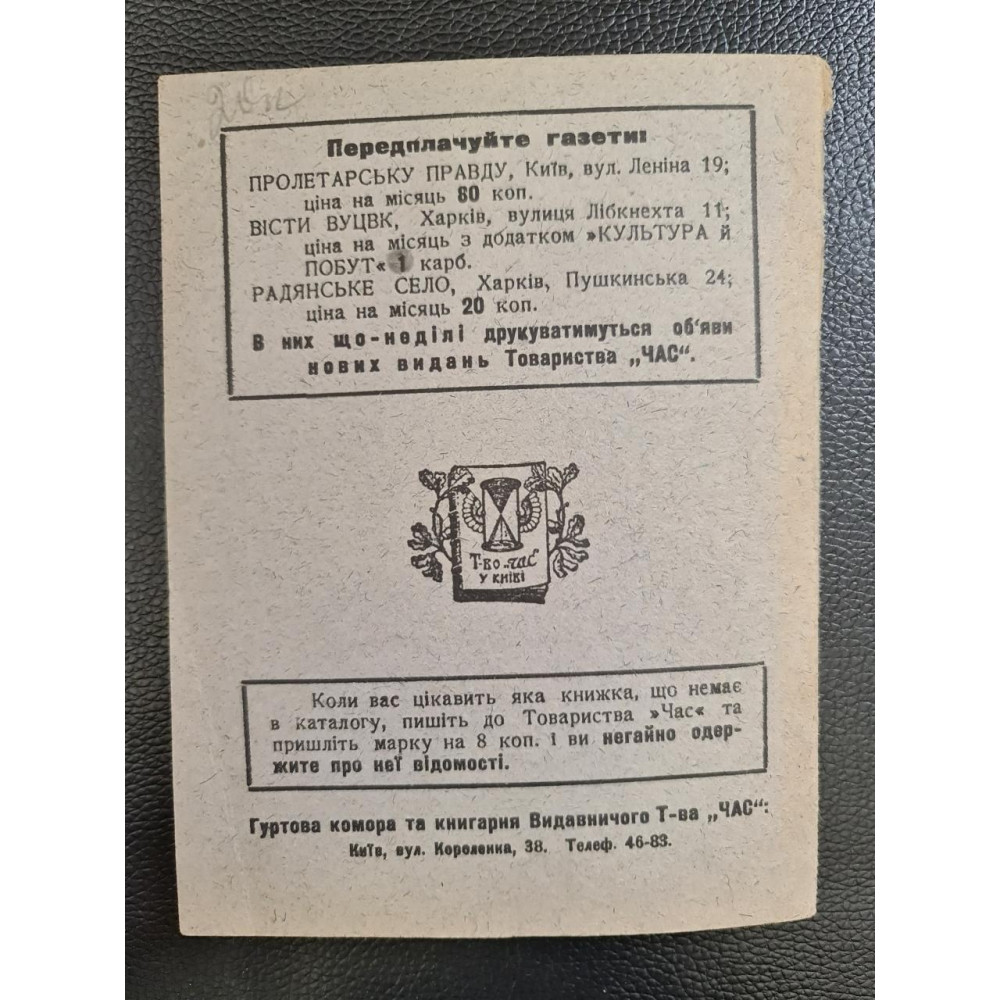 Передплачуйте газети:
ПРОЛЕТАРСЬКУ ПРАВДУ, Київ, вул. Леніна 19;
ціна на місяць 80 коп.
ВІСТИ ВУЦВК, Харків, вулиця Лібкнехта 11;
ціна на місяць з додатком »КУЛЬТУРА й
ПОБУТ« 1 карб.
РАДЯНСЬКЕ СЕЛО, Харків, Пушкинська 24;
ціна на місяць 20 коп.
В них що-неділі друкуватимуться об'яви
нових видань Товариства „ЧАС“.
Т-во „ЧАС“
У КИЇВІ
Коли вас цікавить яка книжка, що немає
в каталогу, пишіть до Товариства »Час« та
пришліть марку на 8 коп. і ви негайно одер-
жите про неї відомості.
Гуртова комора та книгарня Видавничого Т-ва „ЧАС“:
Київ, вул. Короленка, 38. Телеф. 46-83.